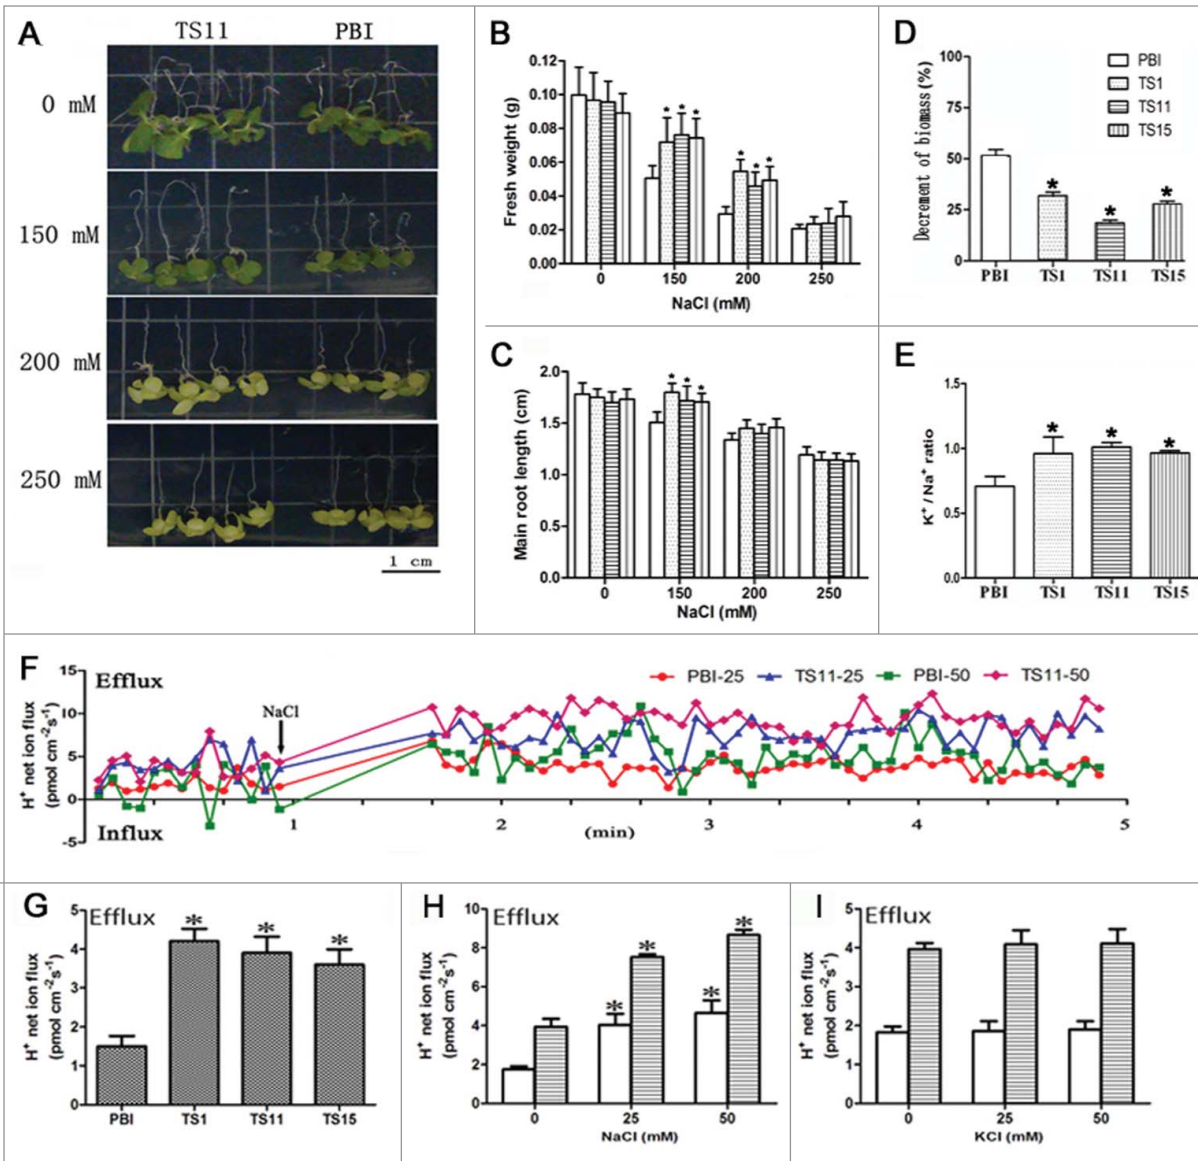 A
TS11 PBI
0 mM
150 mM
200 mM
250 mM
1 cm
B
Fresh weight (g)
0.12
0.10
0.08
0.06
0.04
0.02
0.00
* * *
* * *
0 150 200 250
NaCl (mM)
C
Main root length (cm)
2.0
1.5
1.0
0.5
0.0
* * *
0 150 200 250
NaCl (mM)
D
Decrement of biomass(%)
100
75
50
25
0
PBI
TS1
TS11
TS15
* * *
PBI TS1 TS11 TS15
E
K⁺/Na⁺ ratio
1.5
1.0
0.5
0.0
* * *
PBI TS1 TS11 TS15
F
H⁺ net ion flux
(pmol cm⁻²s⁻¹)
15
10
5
0
-5
Efflux
PBI-25 TS11-25 PBI-50 TS11-50
NaCl
Influx
1 2 (min) 3 4 5
G
Efflux
H⁺ net ion flux
(pmol cm⁻²s⁻¹)
5
4
3
2
1
0
* * *
PBI TS1 TS11 TS15
H
Efflux
H⁺ net ion flux
(pmol cm⁻²s⁻¹)
10
8
6
4
2
0
* * * *
0 25 50
NaCl (mM)
I
Efflux
H⁺ net ion flux
(pmol cm⁻²s⁻¹)
5
4
3
2
1
0
0 25 50
KCl (mM)